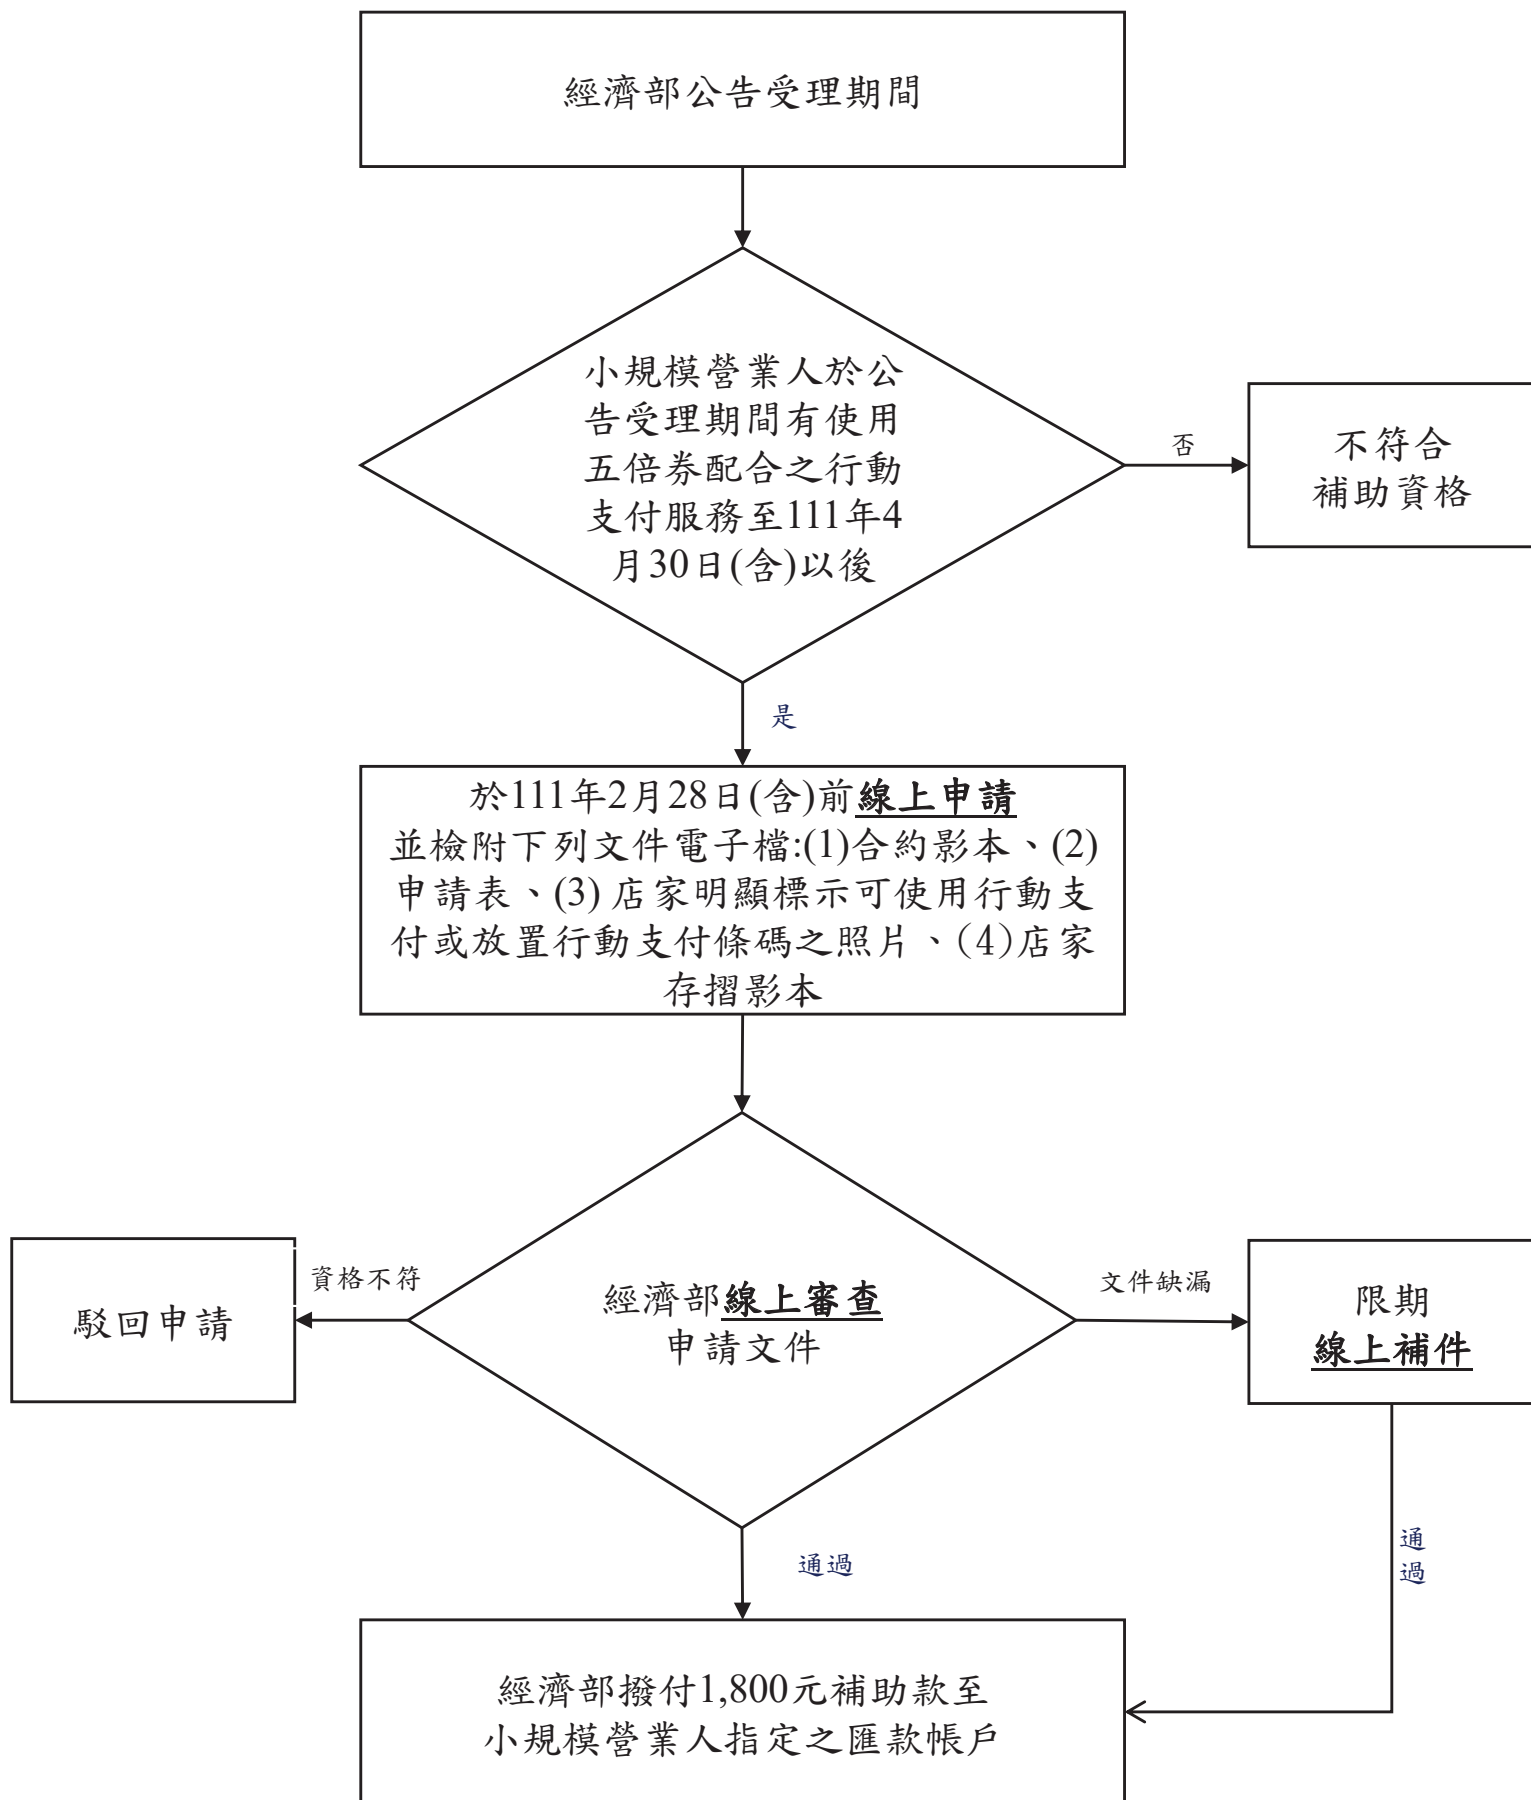 經濟部公告受理期間
小規模營業人於公
告受理期間有使用
五倍券配合之行動
支付服務至111年4
月30日(含)以後
否
不符合
補助資格
是
於111年2月28日(含)前線上申請
並檢附下列文件電子檔:(1)合約影本、(2)
申請表、(3) 店家明顯標示可使用行動支
付或放置行動支付條碼之照片、(4)店家
存摺影本
經濟部線上審查
申請文件
資格不符
駁回申請
文件缺漏
限期
線上補件
通過
通
過
經濟部撥付1,800元補助款至
小規模營業人指定之匯款帳戶